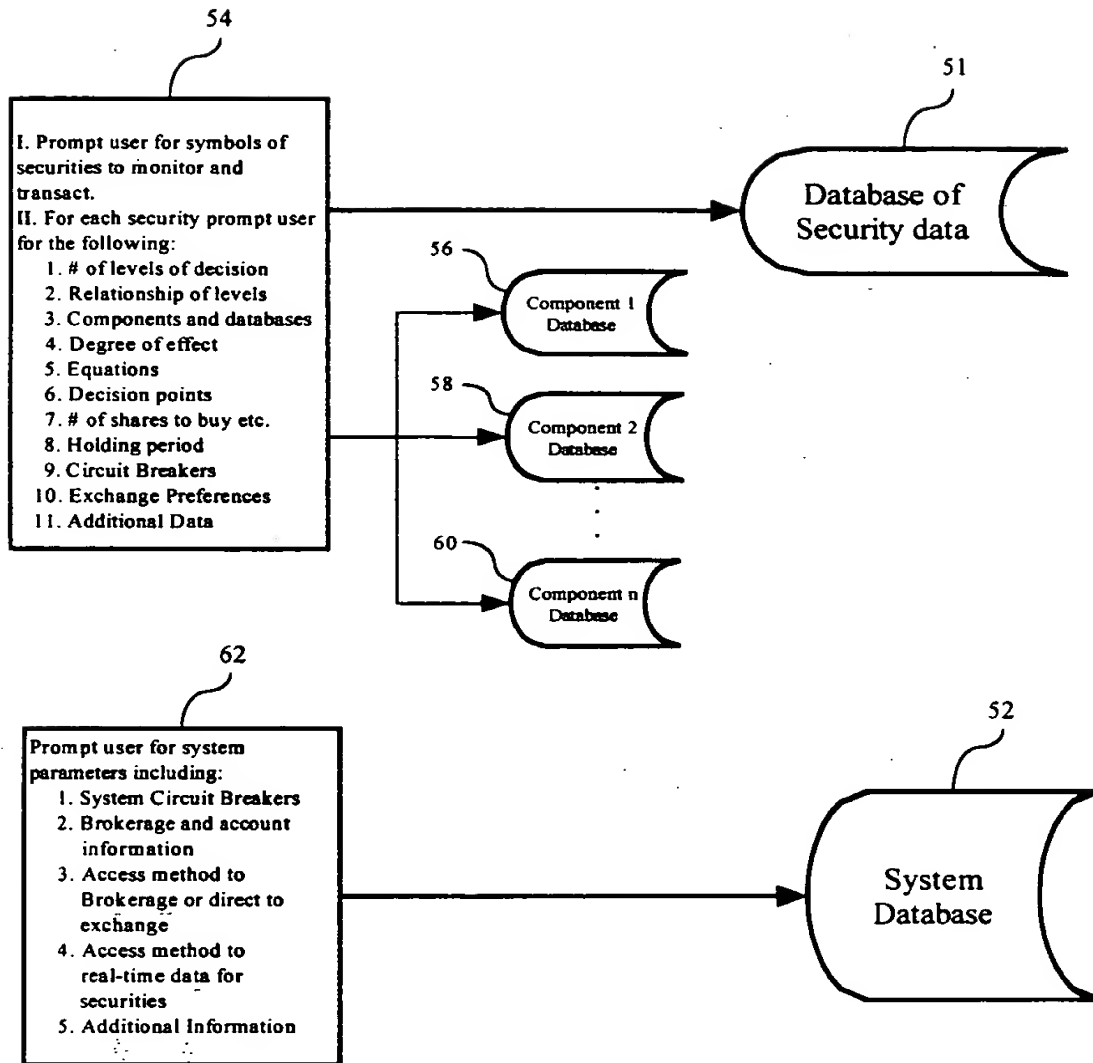 54
I. Prompt user for symbols of
securities to monitor and
transact.
II. For each security prompt user
for the following:
1. # of levels of decision
2. Relationship of levels
3. Components and databases
4. Degree of effect
5. Equations
6. Decision points
7. # of shares to buy etc.
8. Holding period
9. Circuit Breakers
10. Exchange Preferences
11. Additional Data
51
Database of
Security data
56
Component 1
Database
58
Component 2
Database
60
Component n
Database
62
Prompt user for system
parameters including:
1. System Circuit Breakers
2. Brokerage and account
information
3. Access method to
Brokerage or direct to
exchange
4. Access method to
real-time data for
securities
5. Additional Information
52
System
Database